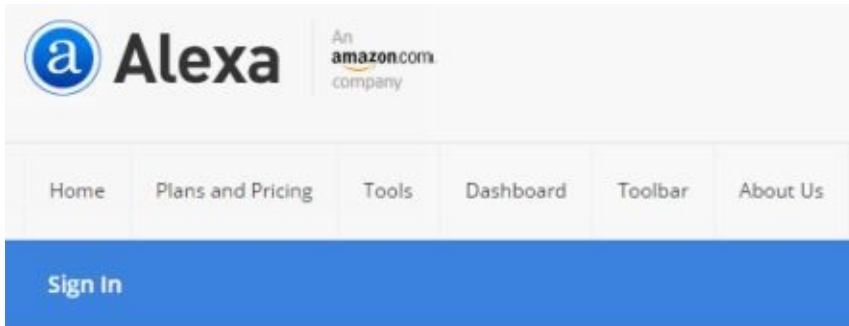 a Alexa
An
amazon.com
company
Home Plans and Pricing Tools Dashboard Toolbar About Us
Sign In